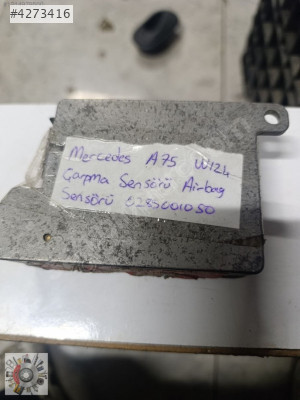 #4273416
Mercedes A75 W124
Çarpma Sensörü Airbag
Sensörü 0285001050